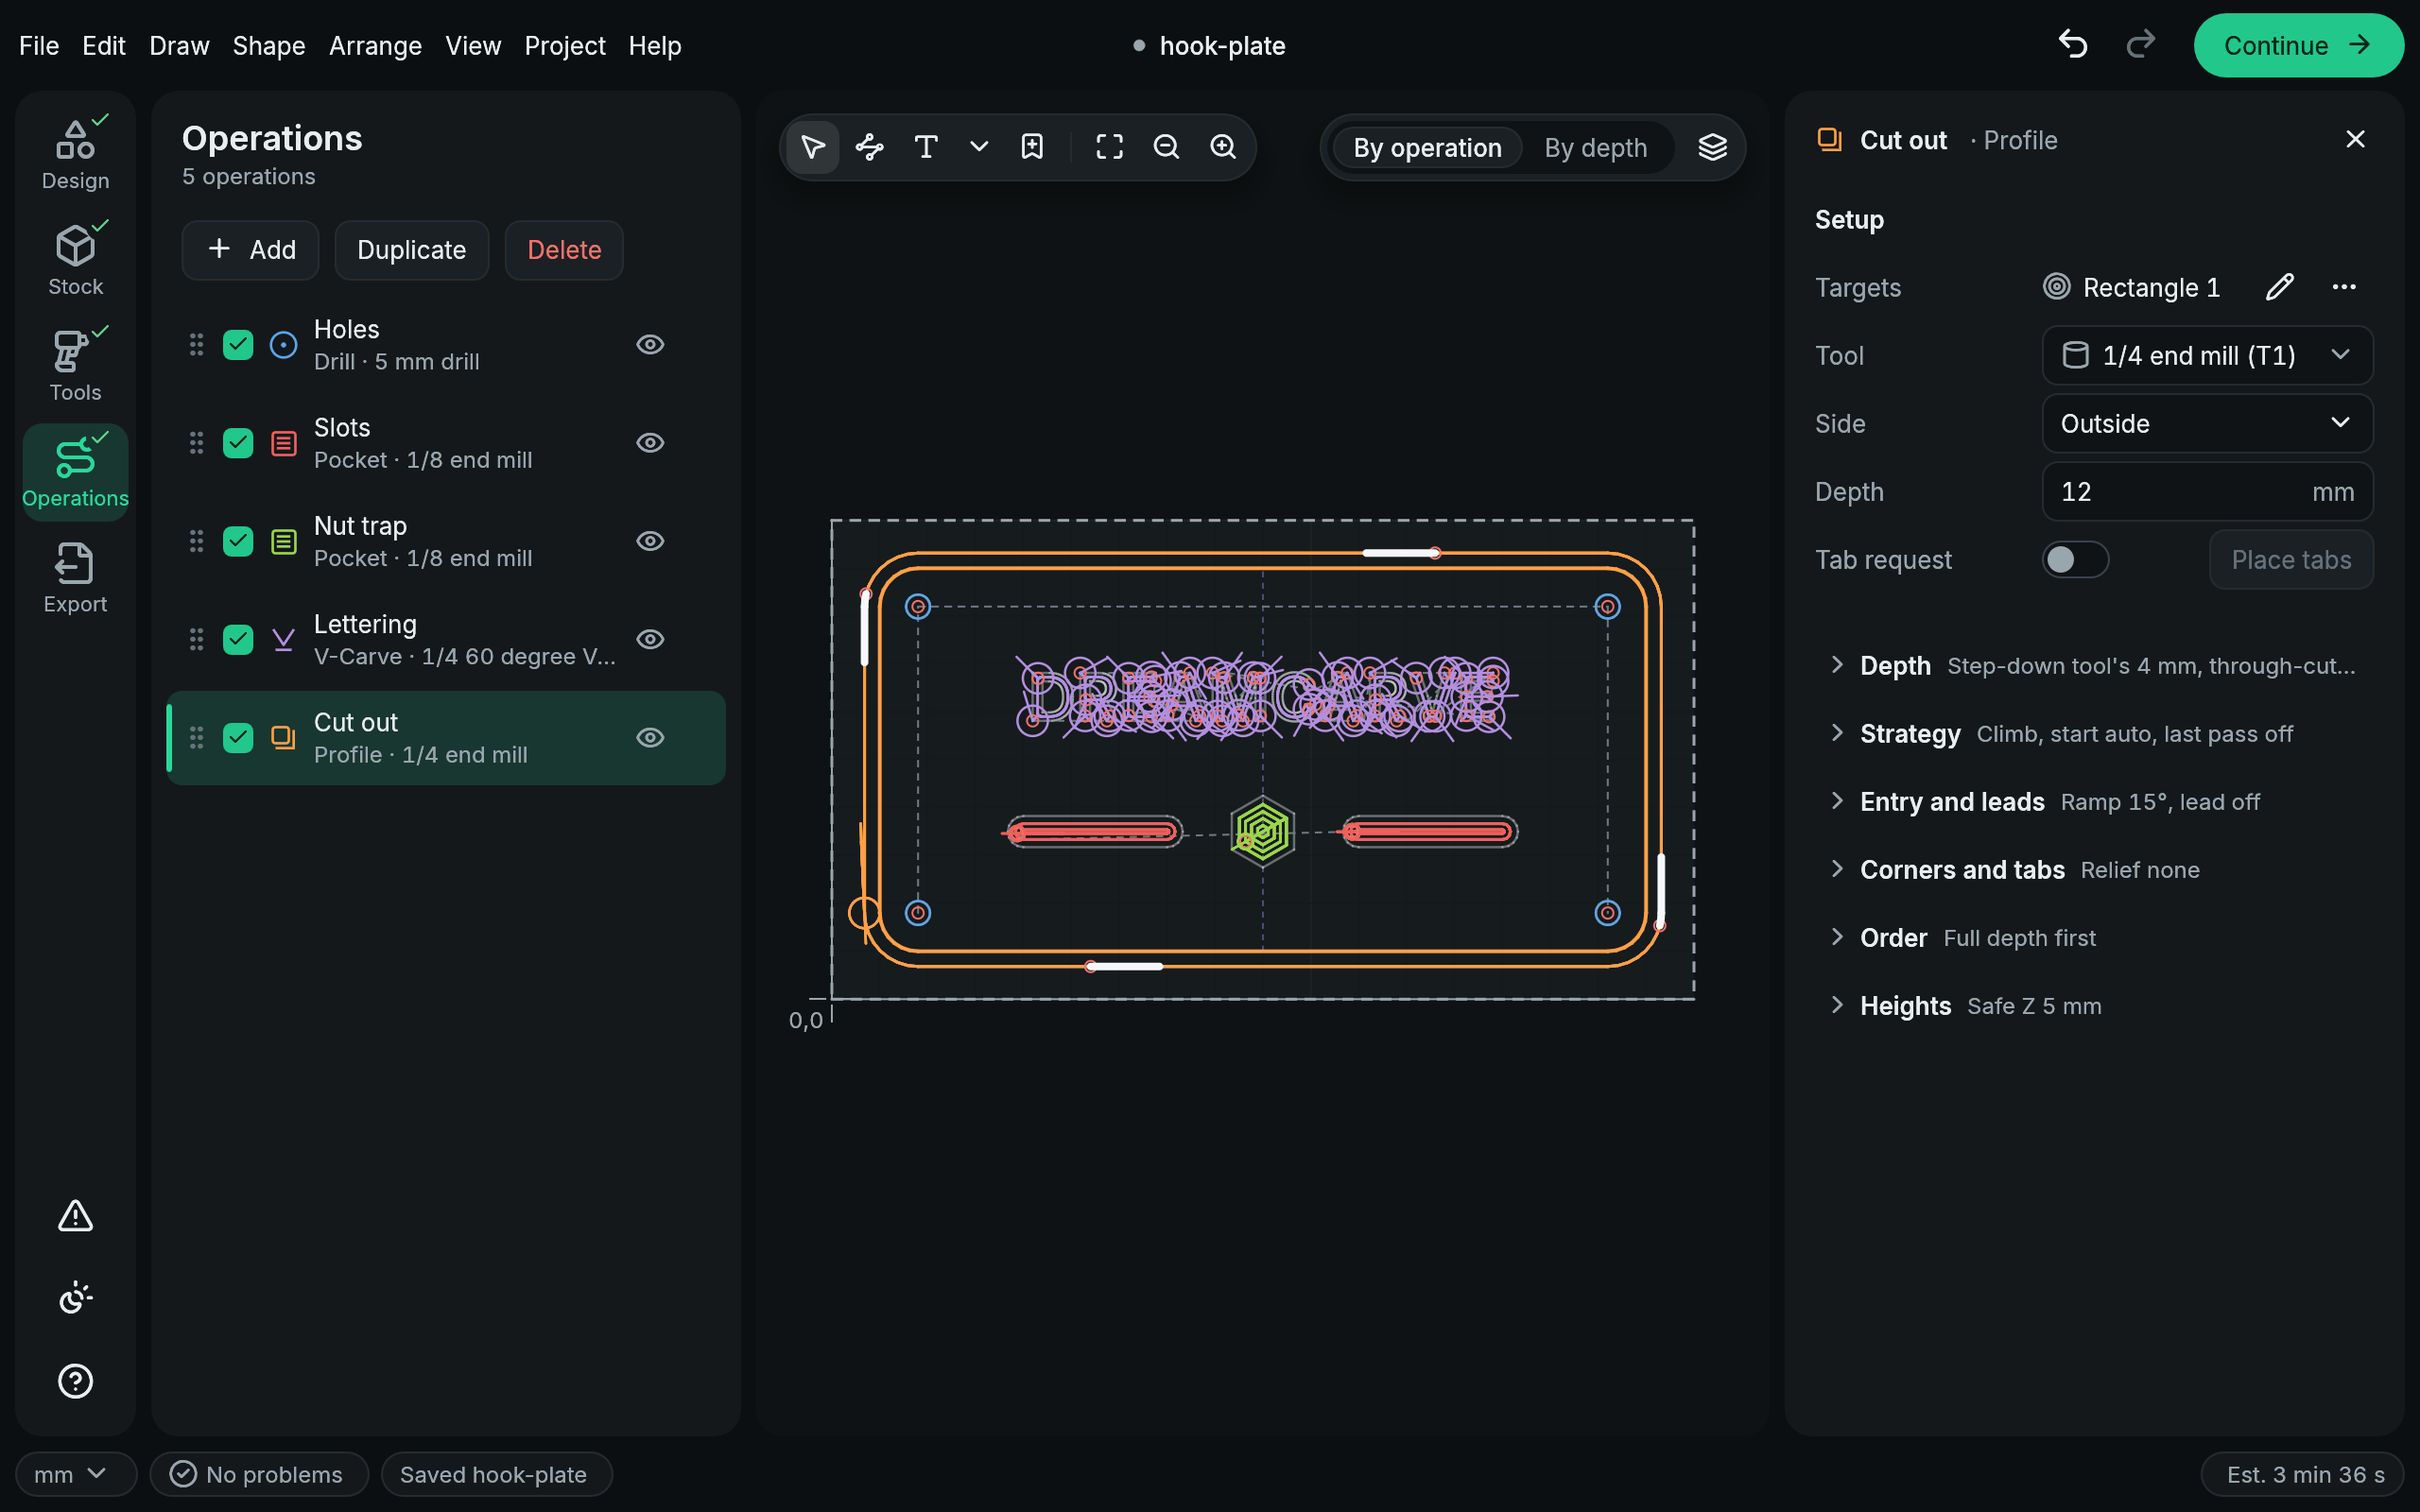 File Edit Draw Shape Arrange View Project Help
hook-plate
Continue
Design
Stock
Tools
Operations
Export
Operations
5 operations
Add
Duplicate
Delete
Holes
Drill · 5 mm drill
Slots
Pocket · 1/8 end mill
Nut trap
Pocket · 1/8 end mill
Lettering
V-Carve · 1/4 60 degree V...
Cut out
Profile · 1/4 end mill
By operation
By depth
0,0
Cut out · Profile
Setup
Targets Rectangle 1
Tool 1/4 end mill (T1)
Side Outside
Depth 12 mm
Tab request Place tabs
Depth Step-down tool's 4 mm, through-cut...
Strategy Climb, start auto, last pass off
Entry and leads Ramp 15°, lead off
Corners and tabs Relief none
Order Full depth first
Heights Safe Z 5 mm
mm
No problems
Saved hook-plate
Est. 3 min 36 s